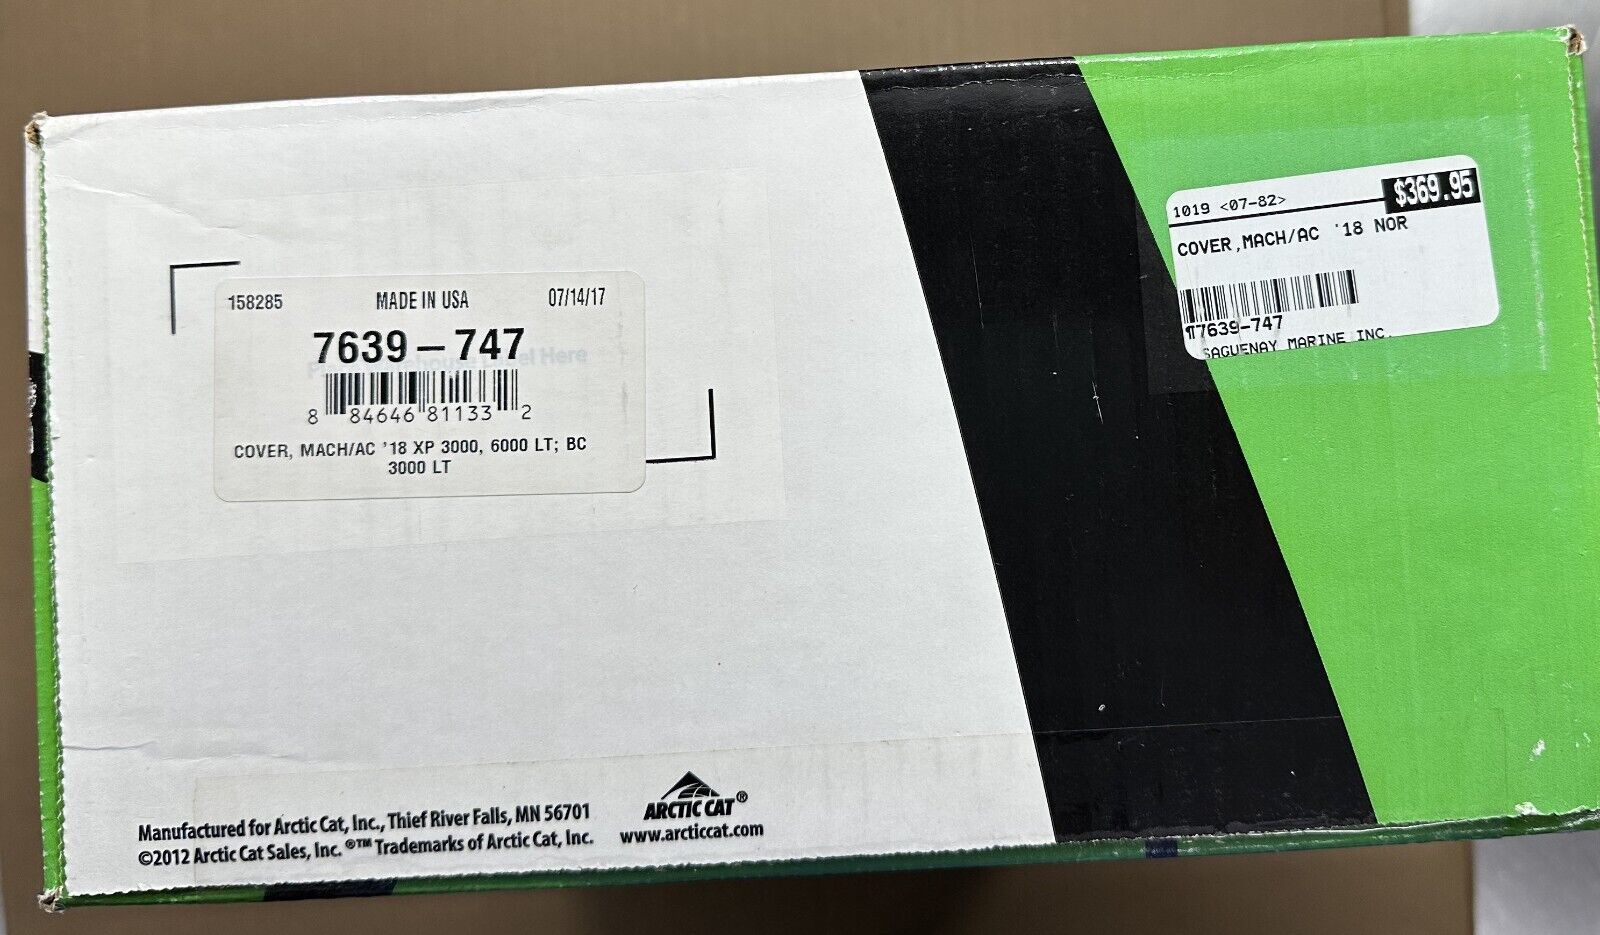 158285 MADE IN USA 07/14/17
7639-747
el Here
8 84646 81133 2
COVER, MACH/AC '18 XP 3000, 6000 LT; BC
3000 LT
1019 <07-82> $369.95
COVER,MACH/AC '18 NOR
¶7639-747
SAGUENAY MARINE INC.
Manufactured for Arctic Cat, Inc., Thief River Falls, MN 56701
©2012 Arctic Cat Sales, Inc. ®™ Trademarks of Arctic Cat, Inc.
ARCTIC CAT®
www.arcticcat.com